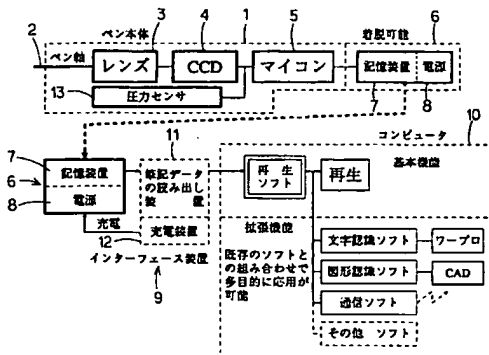 ペン本体
1
着脱可能
6
2
ペン軸
3
レンズ
4
CCD
5
マイコン
記憶装置
電源
7
8
13
圧力センサ
コンピュータ
10
7
記憶装置
6
8
電源
充電
11
筆記データ
の読み出し
装置
充電装置
12
インターフェース装置
9
再生
ソフト
基本機能
再生
拡張機能
既存のソフトと
の組み合わせで
多目的に応用が
可能
文字認識ソフト
ワープロ
図形認識ソフト
CAD
通信ソフト
その他 ソフト